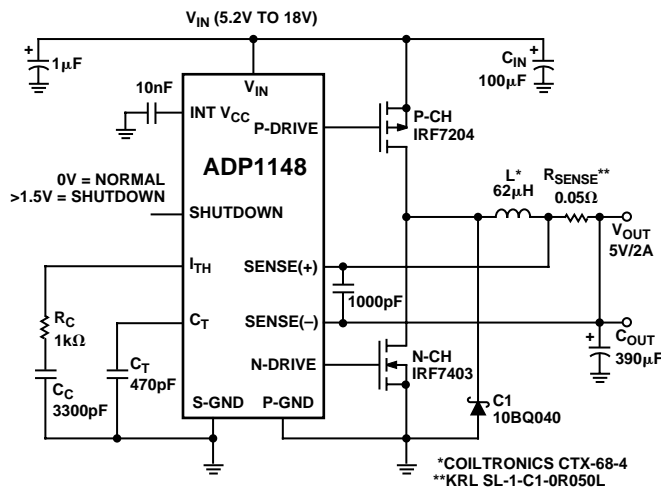 VIN (5.2V TO 18V)
+
1μF
10nF
VIN
INT VCC
P-DRIVE
ADP1148
P-CH
IRF7204
+
CIN
100μF
0V = NORMAL
>1.5V = SHUTDOWN
SHUTDOWN
L*
62μH
RSENSE**
0.05Ω
VOUT
5V/2A
ITH
SENSE(+)
1000pF
RC
1kΩ
CT
SENSE(–)
CT
470pF
CC
3300pF
N-DRIVE
N-CH
IRF7403
+
COUT
390μF
S-GND
P-GND
C1
10BQ040
*COILTRONICS CTX-68-4
**KRL SL-1-C1-0R050L